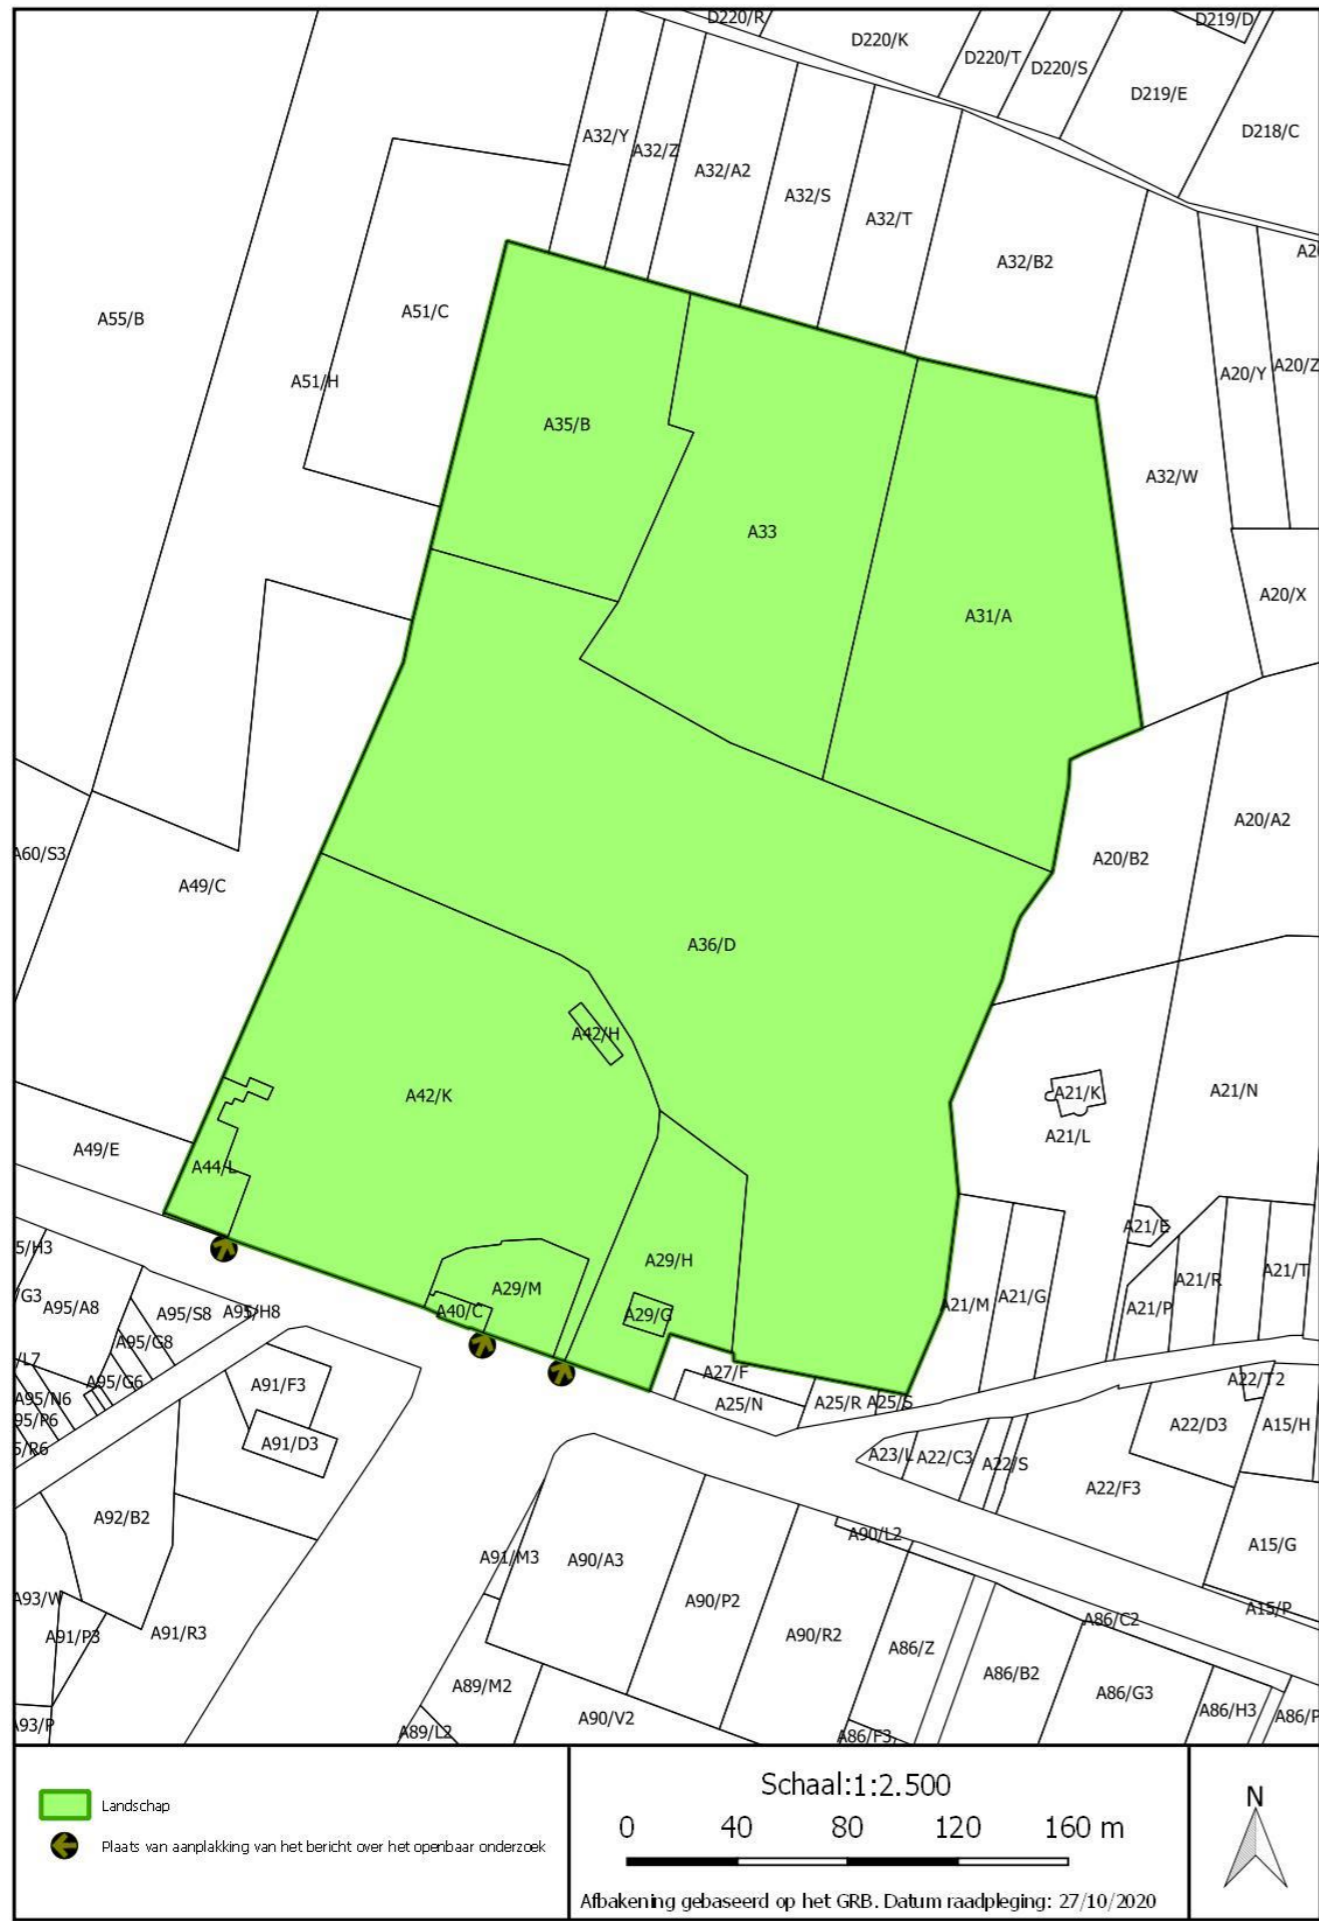 D220/R
D219/D
D220/K
D220/T
D220/S
D219/E
D218/C
A32/Y
A32/Z
A32/A2
A32/S
A32/T
A32/B2
A20
A55/B
A51/C
A51/H
A20/Y
A20/Z
A35/B
A32/W
A33
A31/A
A20/X
A60/S3
A49/C
A20/B2
A20/A2
A36/D
A42/H
A42/K
A21/K
A21/N
A21/L
A49/E
A44/L
A21/E
5/H3
/G3
A95/A8
A95/S8
A95/H8
A29/M
A29/H
A40/C
A29/G
A21/M
A21/G
A21/P
A21/R
A21/T
A95/G8
/L7
A95/G6
A95/N6
95/P6
5/R6
A91/F3
A91/D3
A27/F
A25/N
A25/R
A25/S
A22/T2
A22/D3
A15/H
A23/L
A22/C3
A22/S
A22/F3
A92/B2
A91/M3
A90/A3
A90/L2
A15/G
A93/W
A91/P3
A91/R3
A90/P2
A90/R2
A86/Z
A86/C2
A15/P
A86/B2
A89/M2
A86/G3
A86/H3
A86/P
A93/P
A89/L2
A90/V2
A86/F3
Landschap
Plaats van aanplakking van het bericht over het openbaar onderzoek
Schaal:1:2.500
0 40 80 120 160 m
Afbakening gebaseerd op het GRB. Datum raadpleging: 27/10/2020
N